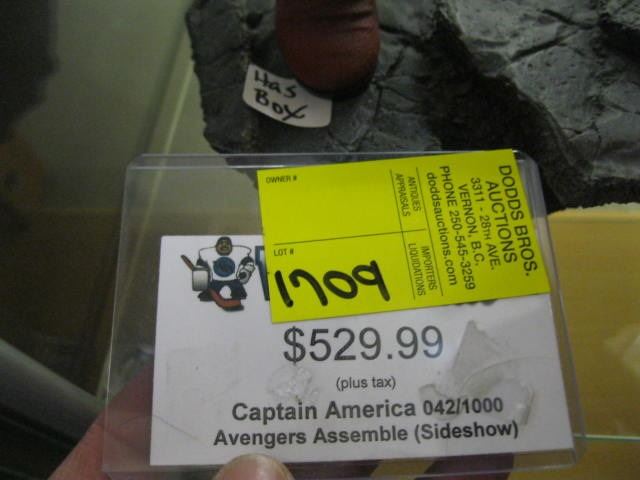 Has
Box
OWNER #
LOT #
1709
ANTIQUES
APPRAISALS
IMPORTERS
LIQUIDATIONS
DODDS BROS.
AUCTIONS
3311 - 28TH AVE.
VERNON, B.C.
PHONE 250-545-3259
doddsauctions.com
$529.99
(plus tax)
Captain America 042/1000
Avengers Assemble (Sideshow)